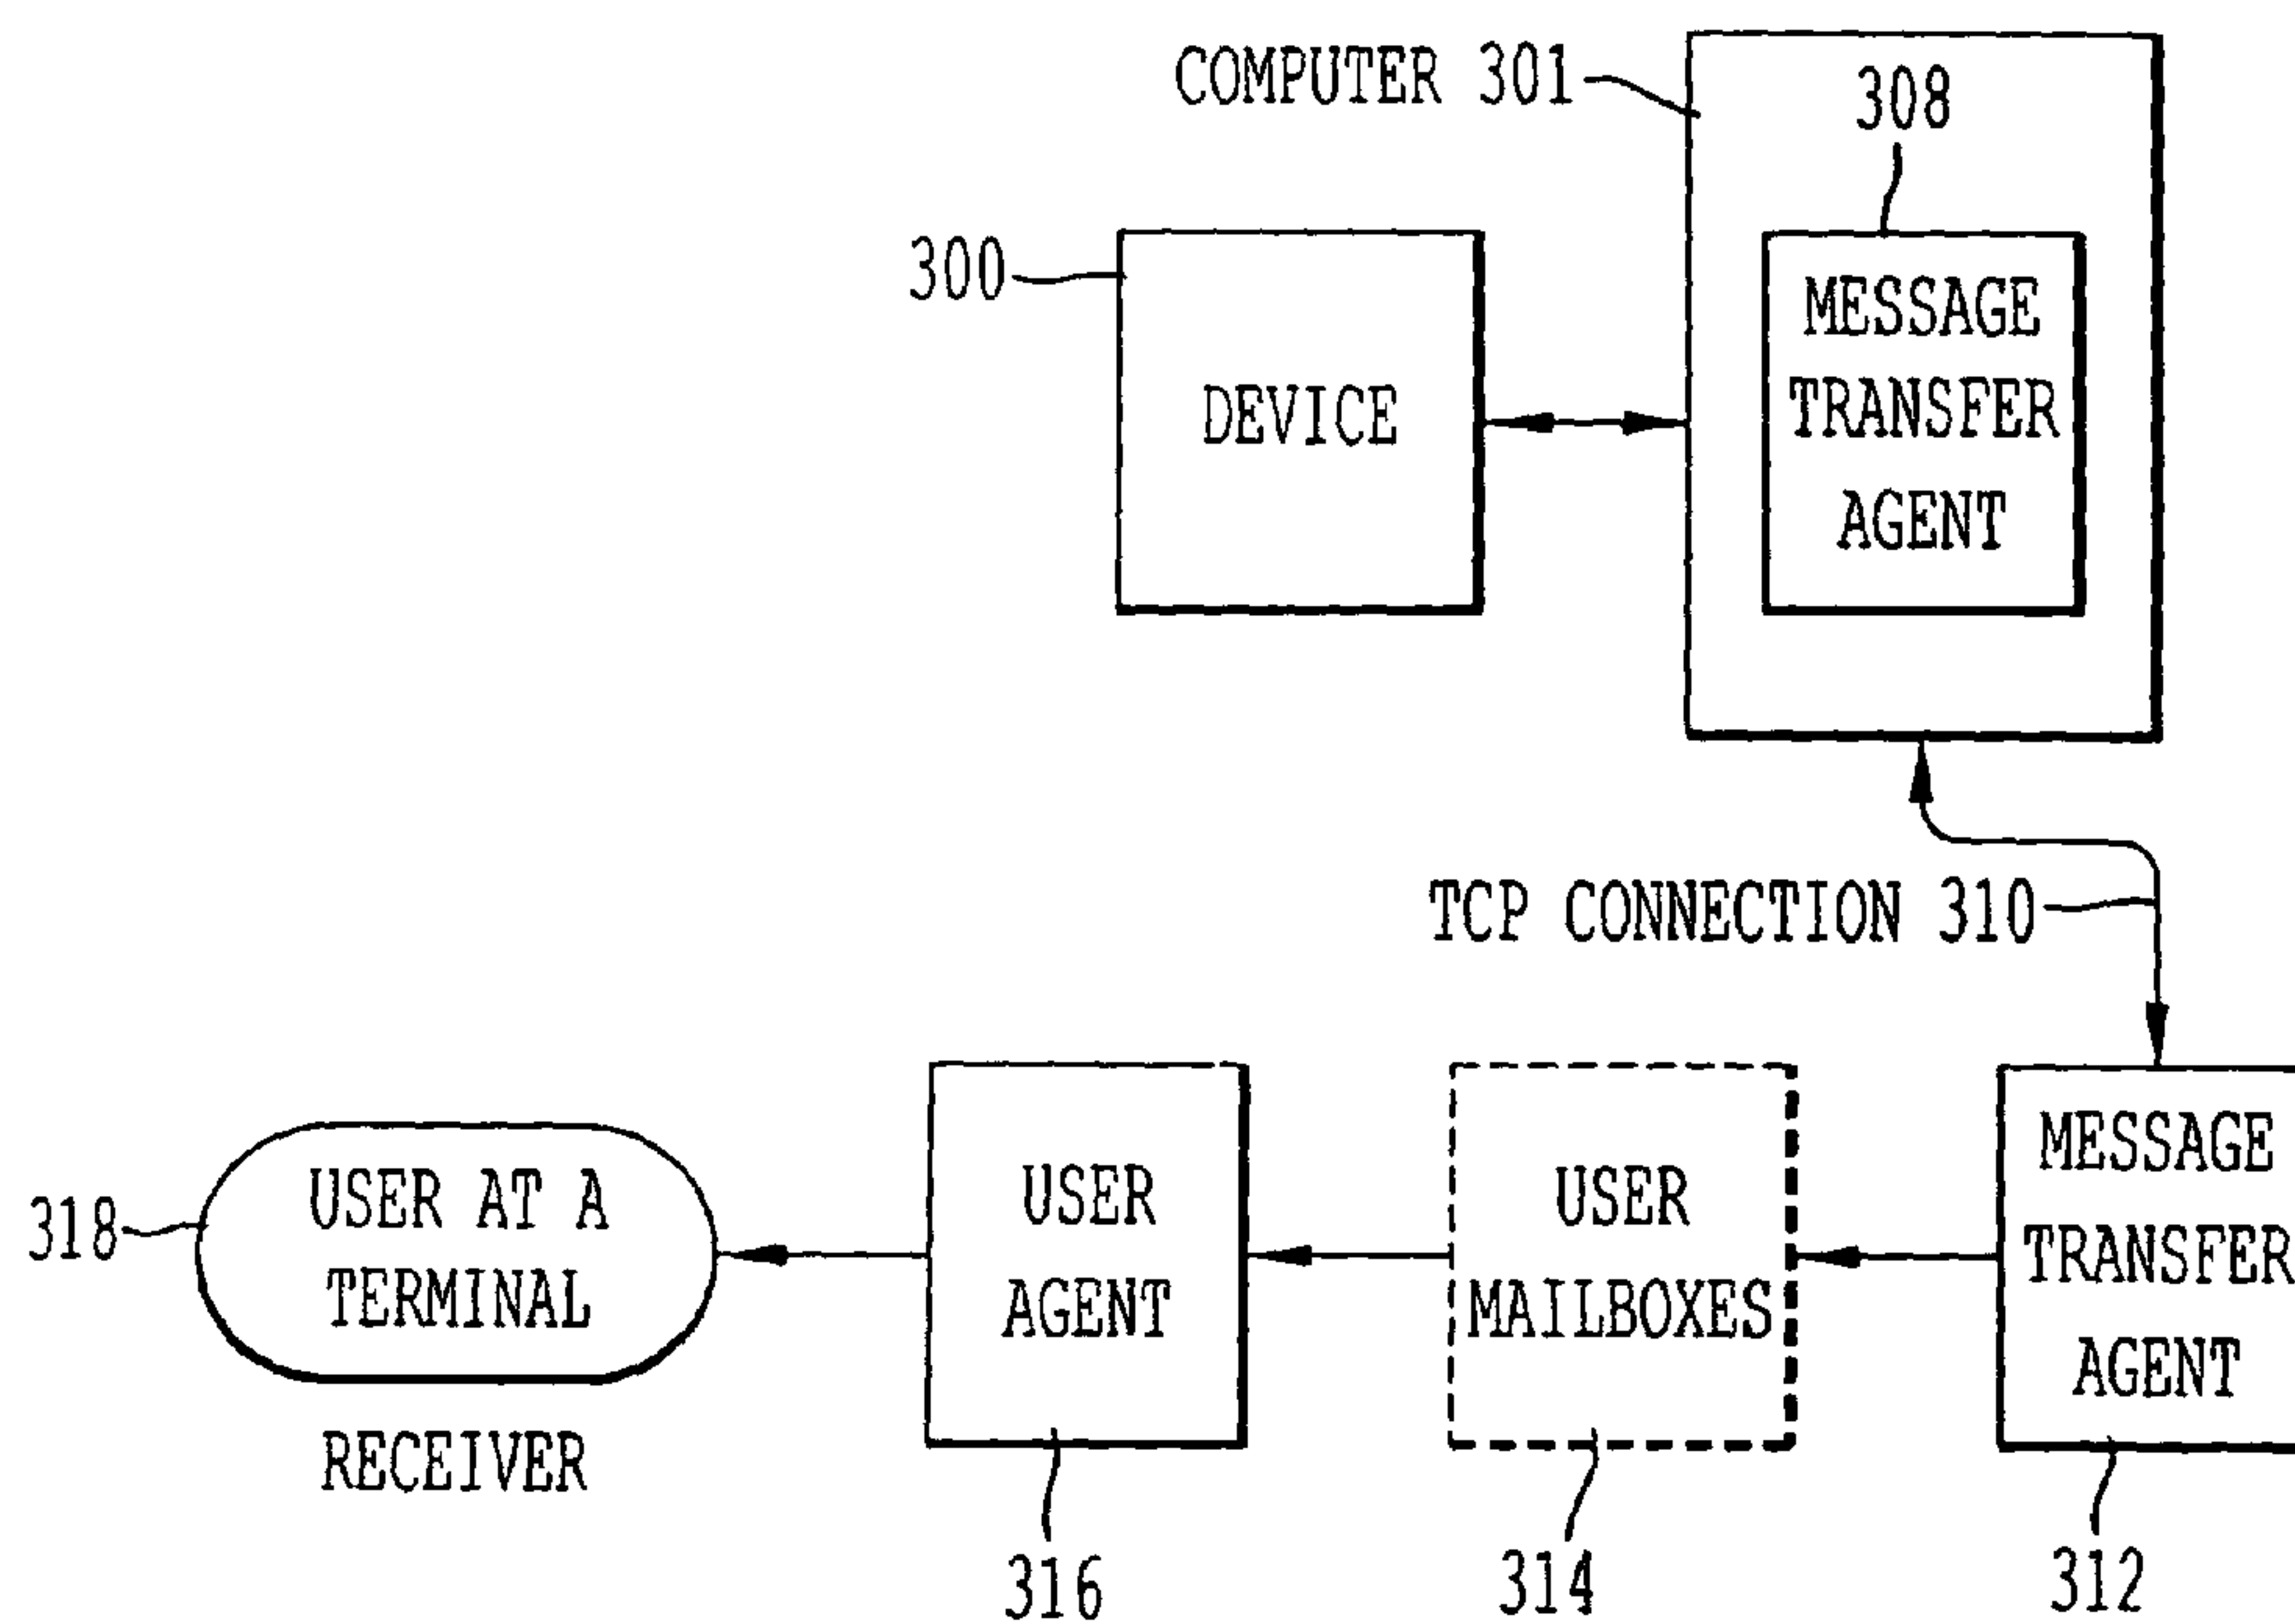 COMPUTER 301
308
300
DEVICE
MESSAGE
TRANSFER
AGENT
TCP CONNECTION 310
318
USER AT A
TERMINAL
RECEIVER
USER
AGENT
316
USER
MAILBOXES
314
MESSAGE
TRANSFER
AGENT
312